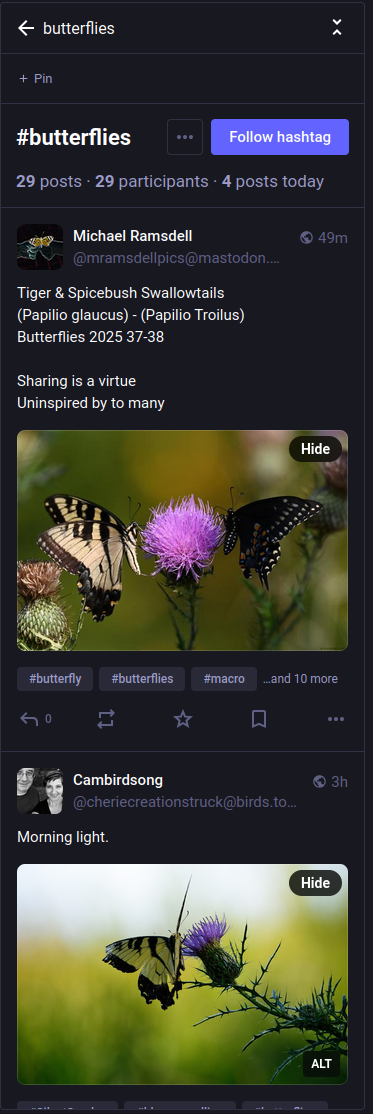 butterflies
+ Pin
#butterflies
Follow hashtag
29 posts · 29 participants · 4 posts today
Michael Ramsdell
49m
@mramsdellpics@mastodon.…
Tiger & Spicebush Swallowtails
(Papilio glaucus) - (Papilio Troilus)
Butterflies 2025 37-38
Sharing is a virtue
Uninspired by to many
Hide
#butterfly
#butterflies
#macro
…and 10 more
0
Cambirdsong
3h
@cheriecreationstruck@birds.to…
Morning light.
Hide
ALT